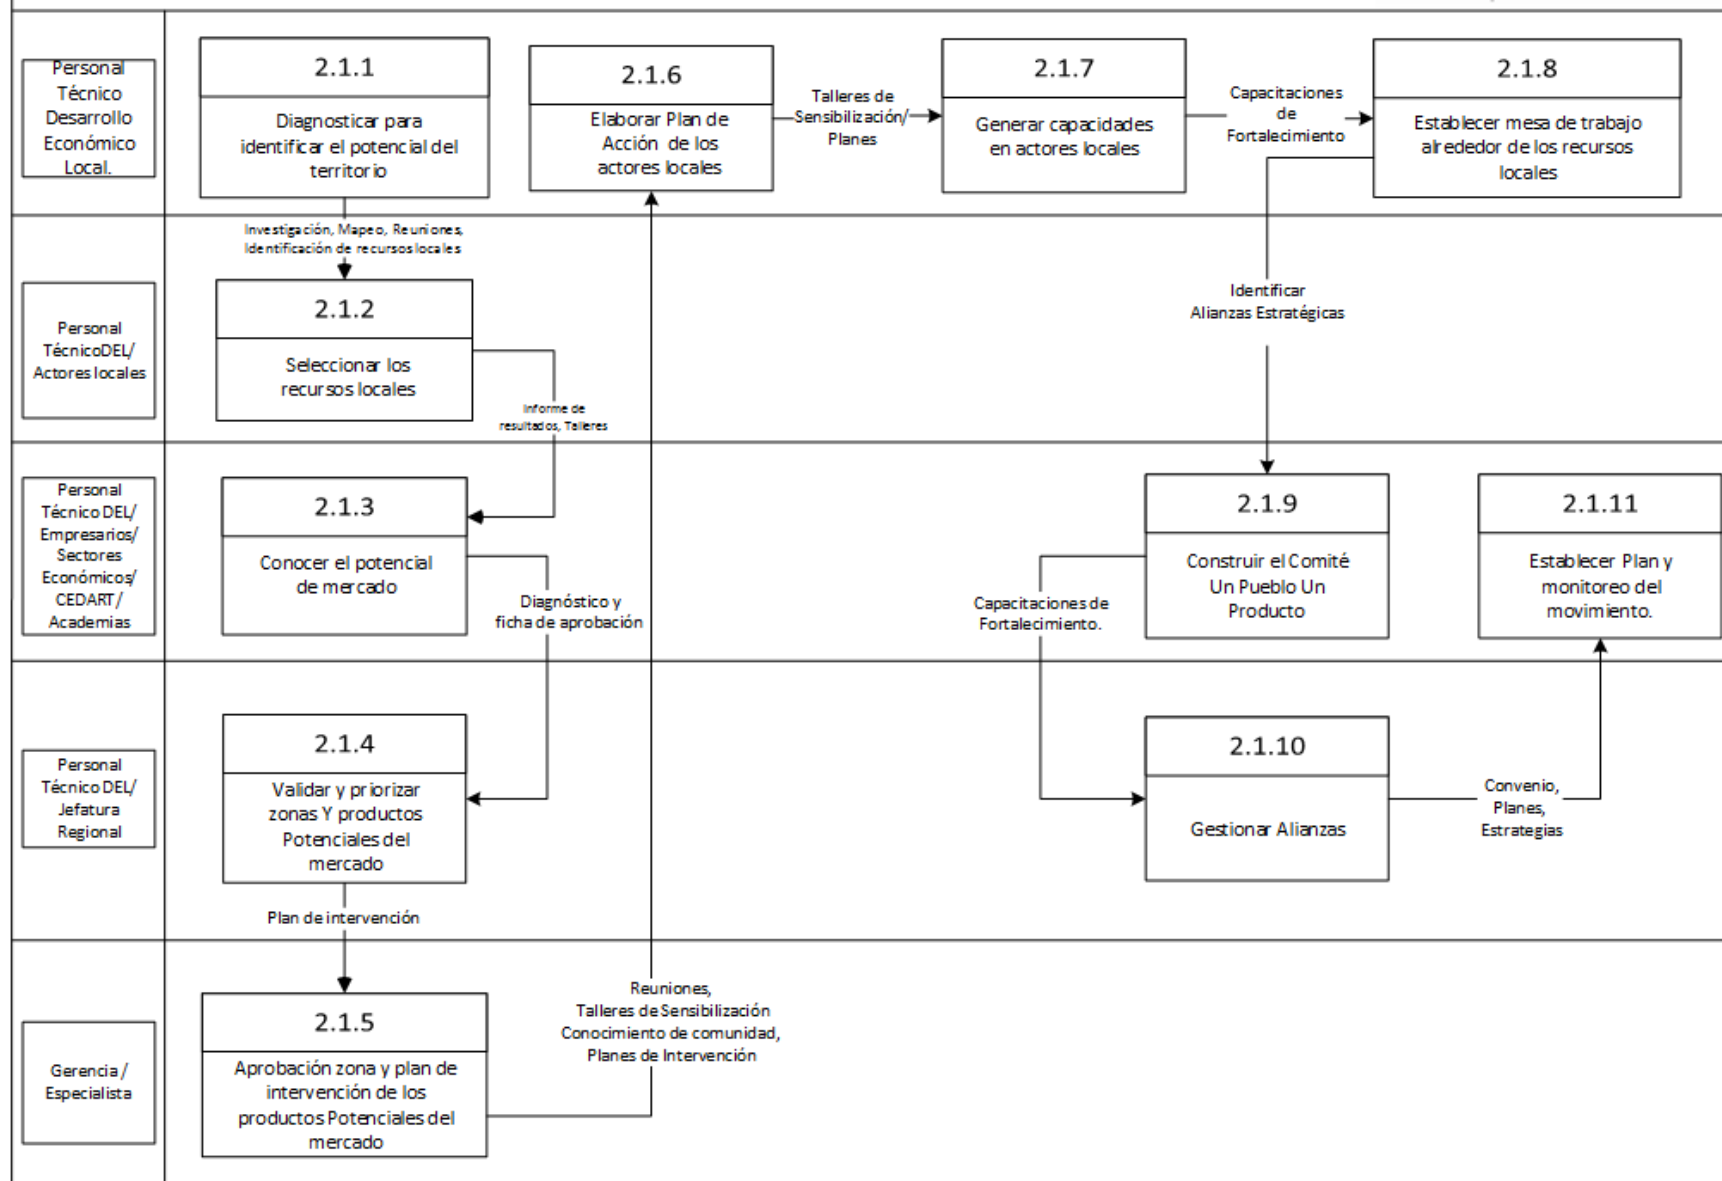 Personal
Técnico
Desarrollo
Económico
Local.
2.1.1
Diagnosticar para
identificar el potencial del
territorio
2.1.6
Elaborar Plan de
Acción de los
actores locales
Talleres de
Sensibilización/
Planes
2.1.7
Generar capacidades
en actores locales
Capacitaciones
de
Fortalecimiento
2.1.8
Establecer mesa de trabajo
alrededor de los recursos
locales
Investigación, Mapeo, Reuniones,
Identificación de recursos locales
Personal
TécnicoDEL/
Actores locales
2.1.2
Seleccionar los
recursos locales
Informe de
resultados, Talleres
Identificar
Alianzas Estratégicas
Personal
Técnico DEL/
Empresarios/
Sectores
Económicos/
CEDART/
Academias
2.1.3
Conocer el potencial
de mercado
Diagnóstico y
ficha de aprobación
Capacitaciones de
Fortalecimiento.
2.1.9
Construir el Comité
Un Pueblo Un
Producto
2.1.11
Establecer Plan y
monitoreo del
movimiento.
Personal
Técnico DEL/
Jefatura
Regional
2.1.4
Validar y priorizar
zonas Y productos
Potenciales del
mercado
Plan de intervención
2.1.10
Gestionar Alianzas
Convenio,
Planes,
Estrategias
Gerencia /
Especialista
2.1.5
Aprobación zona y plan de
intervención de los
productos Potenciales del
mercado
Reuniones,
Talleres de Sensibilización
Conocimiento de comunidad,
Planes de Intervención